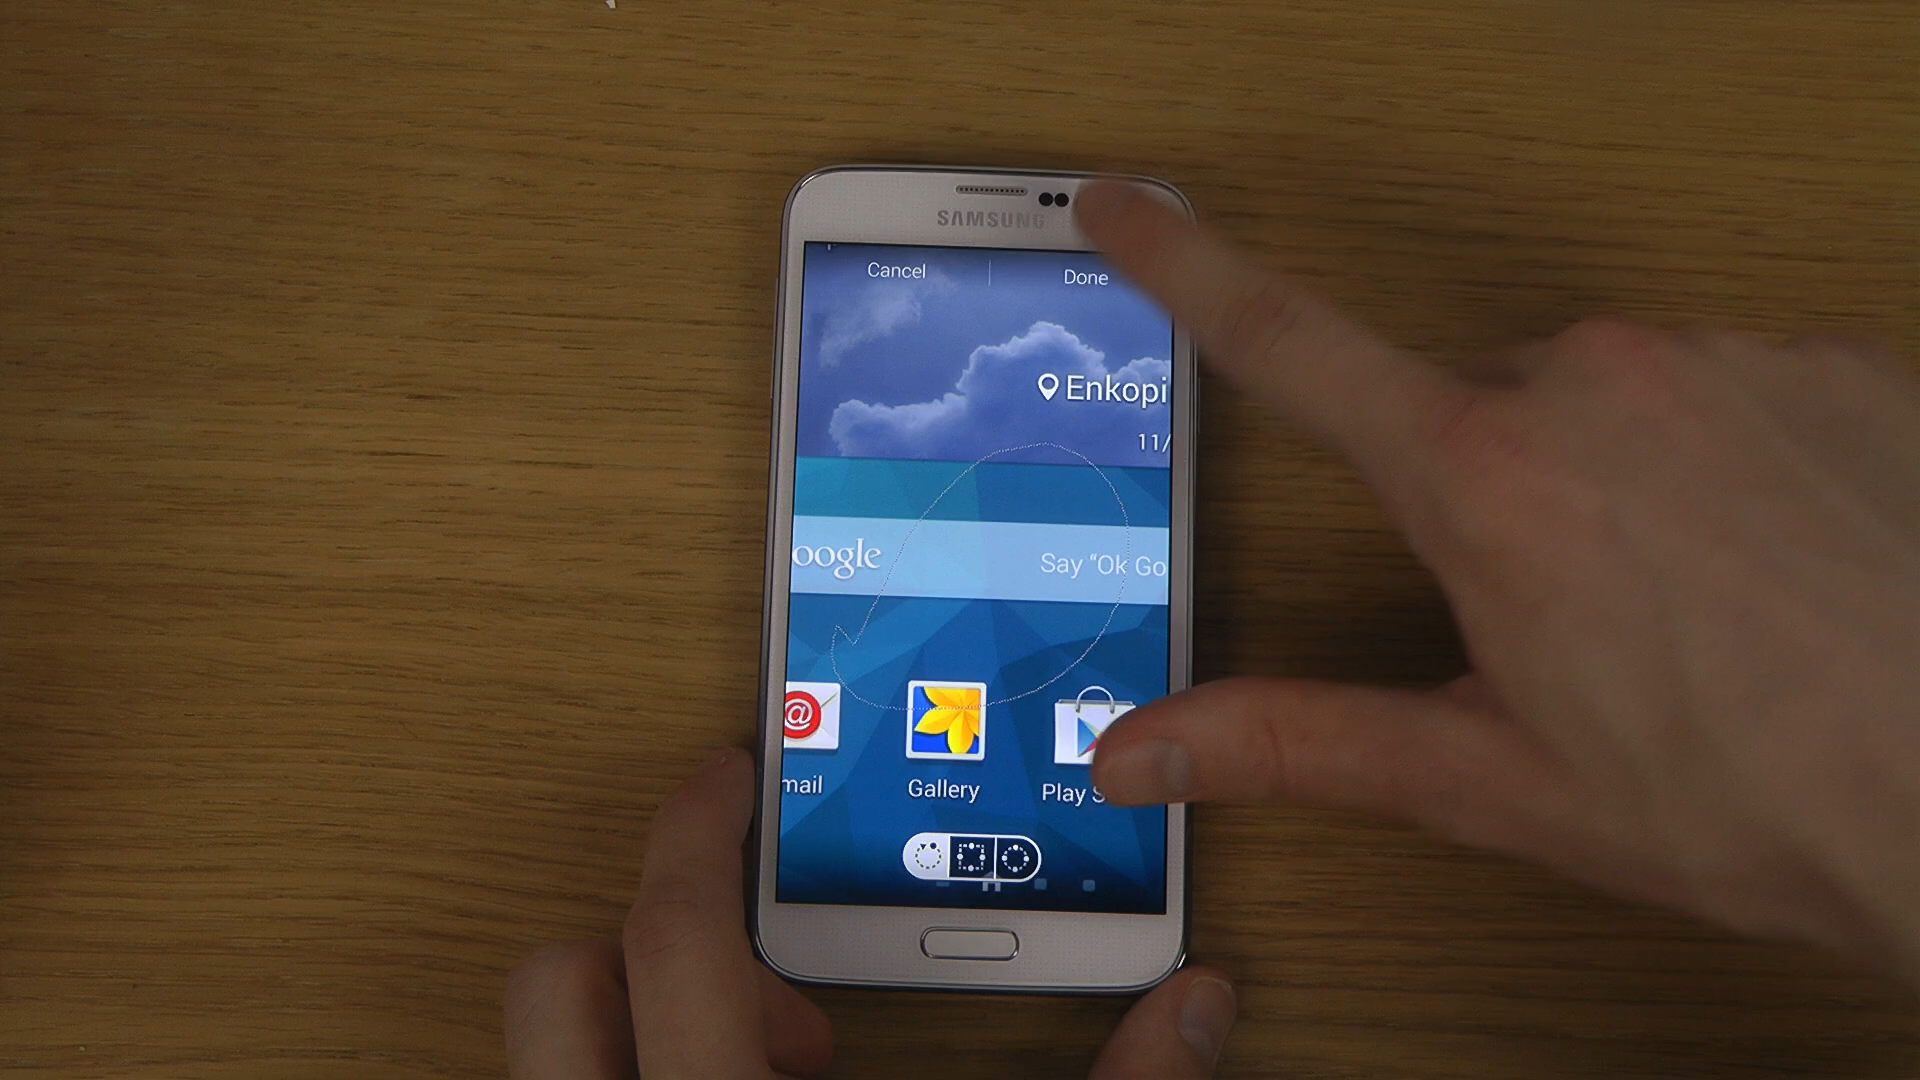 SAMSUNG
Cancel
Done
Enkopi
11/
oogle
Say "Ok Go
mail
Gallery
Play S